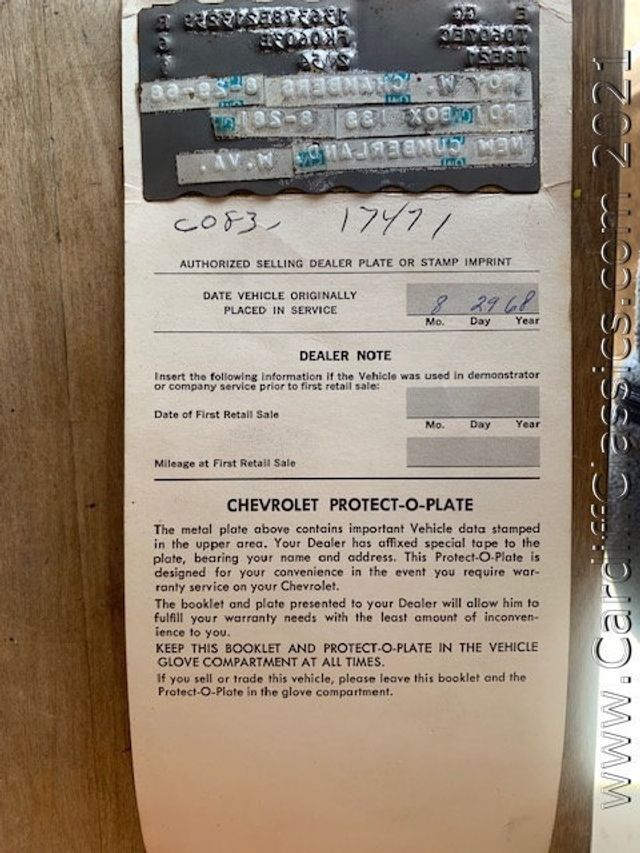 ROY W. CHAMBERS 8-28-68
RD1 BOX 188 8-2818
NEW CUMBERLAND, W.VA.
C083, 17471
AUTHORIZED SELLING DEALER PLATE OR STAMP IMPRINT
DATE VEHICLE ORIGINALLY
PLACED IN SERVICE
8 29 68
Mo. Day Year
DEALER NOTE
Insert the following information if the Vehicle was used in demonstrator
or company service prior to first retail sale:
Date of First Retail Sale
Mo. Day Year
Mileage at First Retail Sale
CHEVROLET PROTECT-O-PLATE
The metal plate above contains important Vehicle data stamped
in the upper area. Your Dealer has affixed special tape to the
plate, bearing your name and address. This Protect-O-Plate is
designed for your convenience in the event you require war-
ranty service on your Chevrolet.
The booklet and plate presented to your Dealer will allow him to
fulfill your warranty needs with the least amount of inconven-
ience to you.
KEEP THIS BOOKLET AND PROTECT-O-PLATE IN THE VEHICLE
GLOVE COMPARTMENT AT ALL TIMES.
If you sell or trade this vehicle, please leave this booklet and the
Protect-O-Plate in the glove compartment.
www.CardiffClassics.com 2021